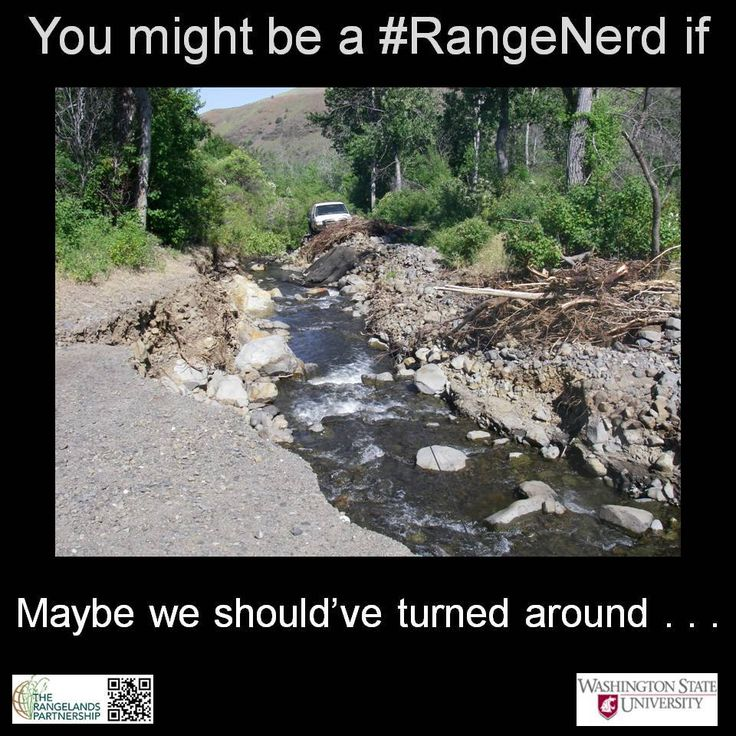 You might be a #RangeNerd if
Maybe we should've turned around . . .
THE
RANGELANDS
PARTNERSHIP
WASHINGTON STATE
UNIVERSITY